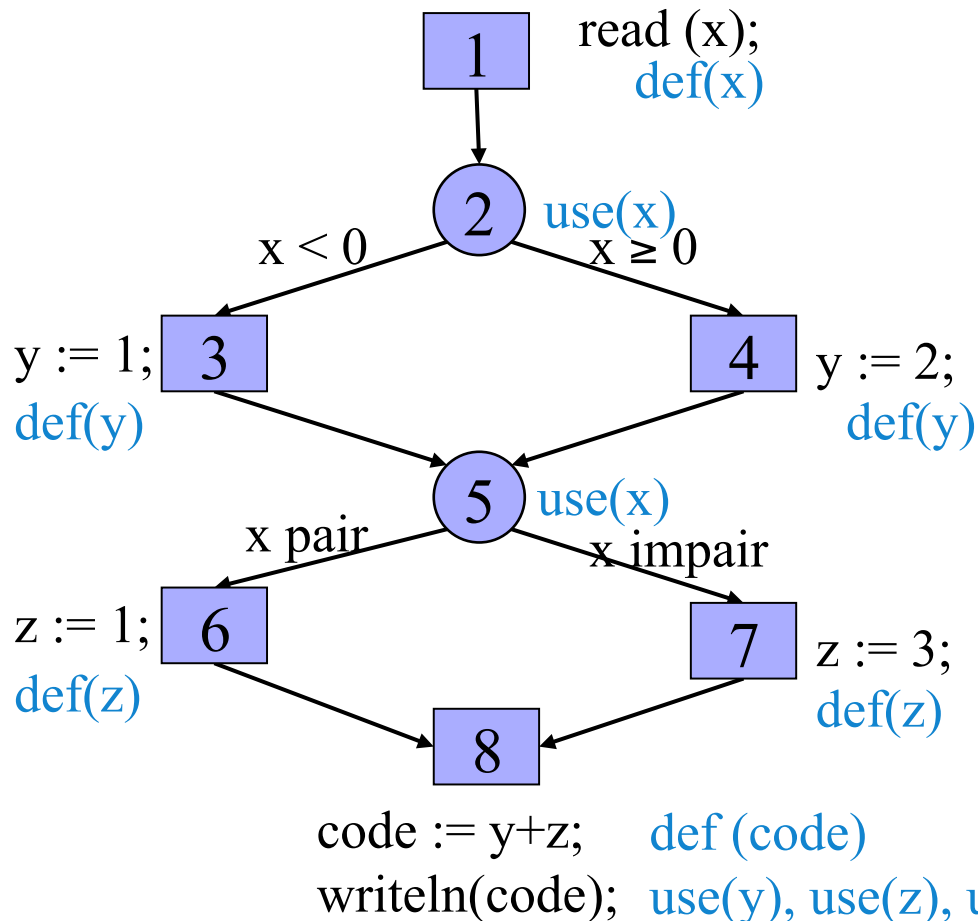 1
read (x);
def(x)
2
use(x)
x < 0
x ≥ 0
3
y := 1;
def(y)
4
y := 2;
def(y)
5
use(x)
x pair
x impair
6
z := 1;
def(z)
7
z := 3;
def(z)
8
code := y+z; def (code)
writeln(code); use(y), use(z), u